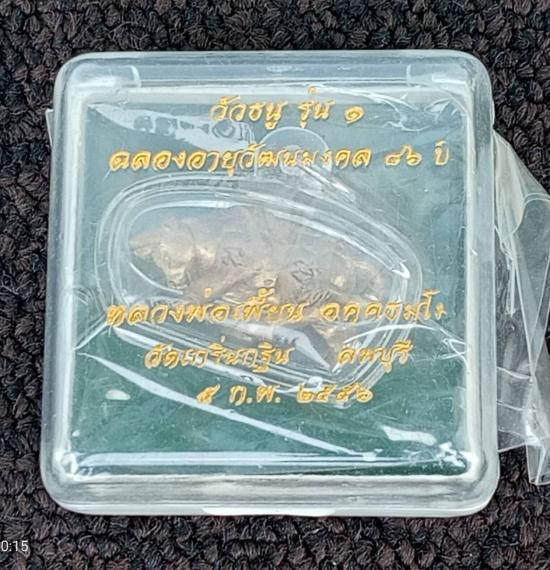 วัวธนู รุ่น ๑
ฉลองอายุวัฒนมงคล ๘๖ ปี
หลวงพ่อเพี้ยน อคฺคธมฺโม
วัดเกริ่นกฐิน ลพบุรี
๕ ก.พ. ๒๕๕๖
0:15